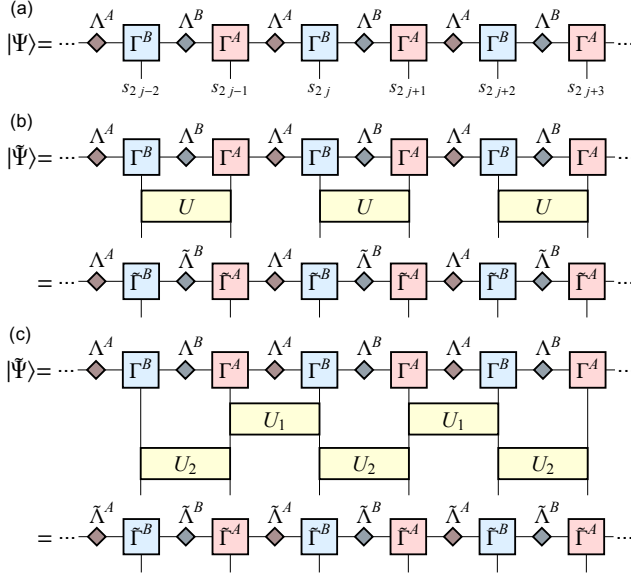 (a)
Λ^A Λ^B Λ^A Λ^B Λ^A Λ^B
|Ψ⟩= ··· Γ^B Γ^A Γ^B Γ^A Γ^B Γ^A ···
s_{2j-2} s_{2j-1} s_{2j} s_{2j+1} s_{2j+2} s_{2j+3}
(b)
Λ^A Λ^B Λ^A Λ^B Λ^A Λ^B
|Ψ̃⟩= ··· Γ^B Γ^A Γ^B Γ^A Γ^B Γ^A ···
U U U
Λ^A Λ̃^B Λ^A Λ̃^B Λ^A Λ̃^B
= ··· Γ̃^B Γ̃^A Γ̃^B Γ̃^A Γ̃^B Γ̃^A ···
(c)
Λ^A Λ^B Λ^A Λ^B Λ^A Λ^B
|Ψ̃⟩= ··· Γ^B Γ^A Γ^B Γ^A Γ^B Γ^A ···
U_1 U_1
U_2 U_2 U_2
Λ̃^A Λ̃^B Λ̃^A Λ̃^B Λ̃^A Λ̃^B
= ··· Γ̃^B Γ̃^A Γ̃^B Γ̃^A Γ̃^B Γ̃^A ···